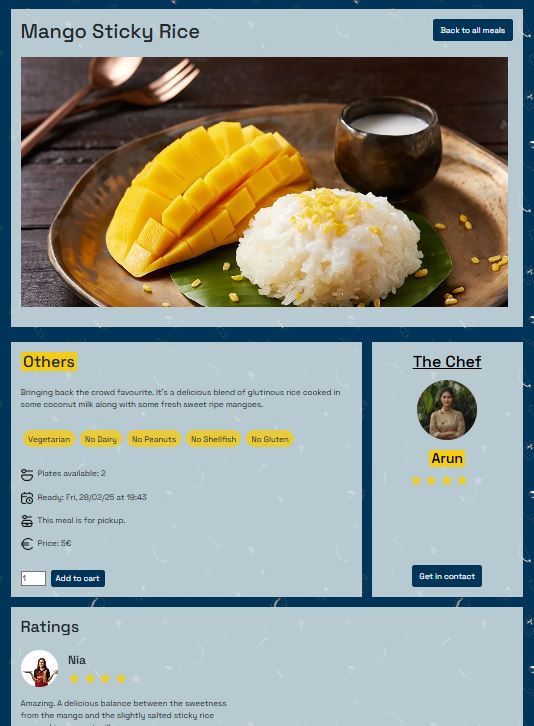 Mango Sticky Rice
Back to all meals
Others
Bringing back the crowd favourite. It's a delicious blend of glutinous rice cooked in
some coconut milk along with some fresh sweet ripe mangoes.
Vegetarian No Dairy No Peanuts No Shellfish No Gluten
Plates available: 2
Ready: Fri, 28/02/25 at 19:43
This meal is for pickup.
Price: 5€
1 Add to cart
The Chef
Arun
Get in contact
Ratings
Nia
Amazing. A delicious balance between the sweetness
from the mango and the slightly salted sticky rice